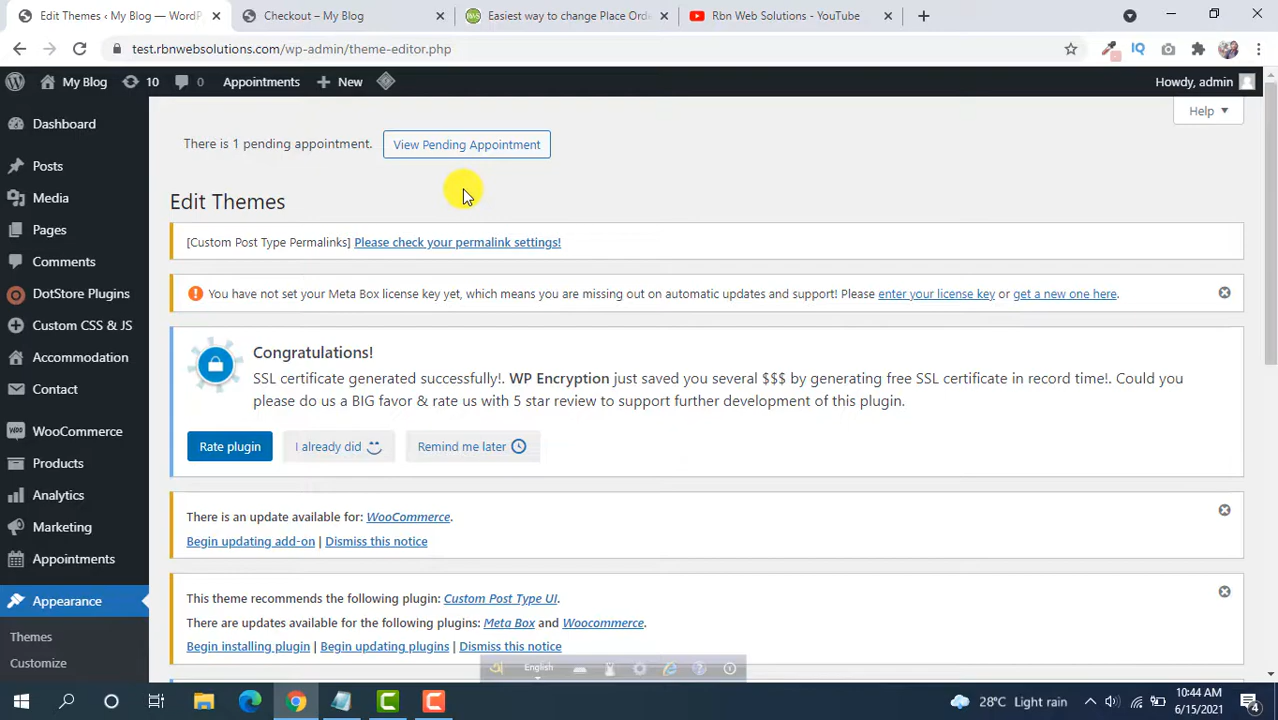 Edit Themes ‹ My Blog — WordP
Checkout – My Blog
Easiest way to change Place Ord
Rbn Web Solutions - YouTube
test.rbnwebsolutions.com/wp-admin/theme-editor.php
IQ
My Blog
10
0
Appointments
New
Howdy, admin
Help
Dashboard
Posts
Media
Pages
Comments
DotStore Plugins
Custom CSS & JS
Accommodation
Contact
WooCommerce
Products
Analytics
Marketing
Appointments
Appearance
Themes
Customize
There is 1 pending appointment.
View Pending Appointment
Edit Themes
[Custom Post Type Permalinks] Please check your permalink settings!
You have not set your Meta Box license key yet, which means you are missing out on automatic updates and support! Please enter your license key or get a new one here.
Congratulations!
SSL certificate generated successfully!. WP Encryption just saved you several $$$ by generating free SSL certificate in record time!. Could you
please do us a BIG favor & rate us with 5 star review to support further development of this plugin.
Rate plugin
I already did
Remind me later
There is an update available for: WooCommerce.
Begin updating add-on | Dismiss this notice
This theme recommends the following plugin: Custom Post Type UI.
There are updates available for the following plugins: Meta Box and Woocommerce.
Begin installing plugin | Begin updating plugins | Dismiss this notice
অ
English
28°C Light rain
10:44 AM
6/15/2021
4